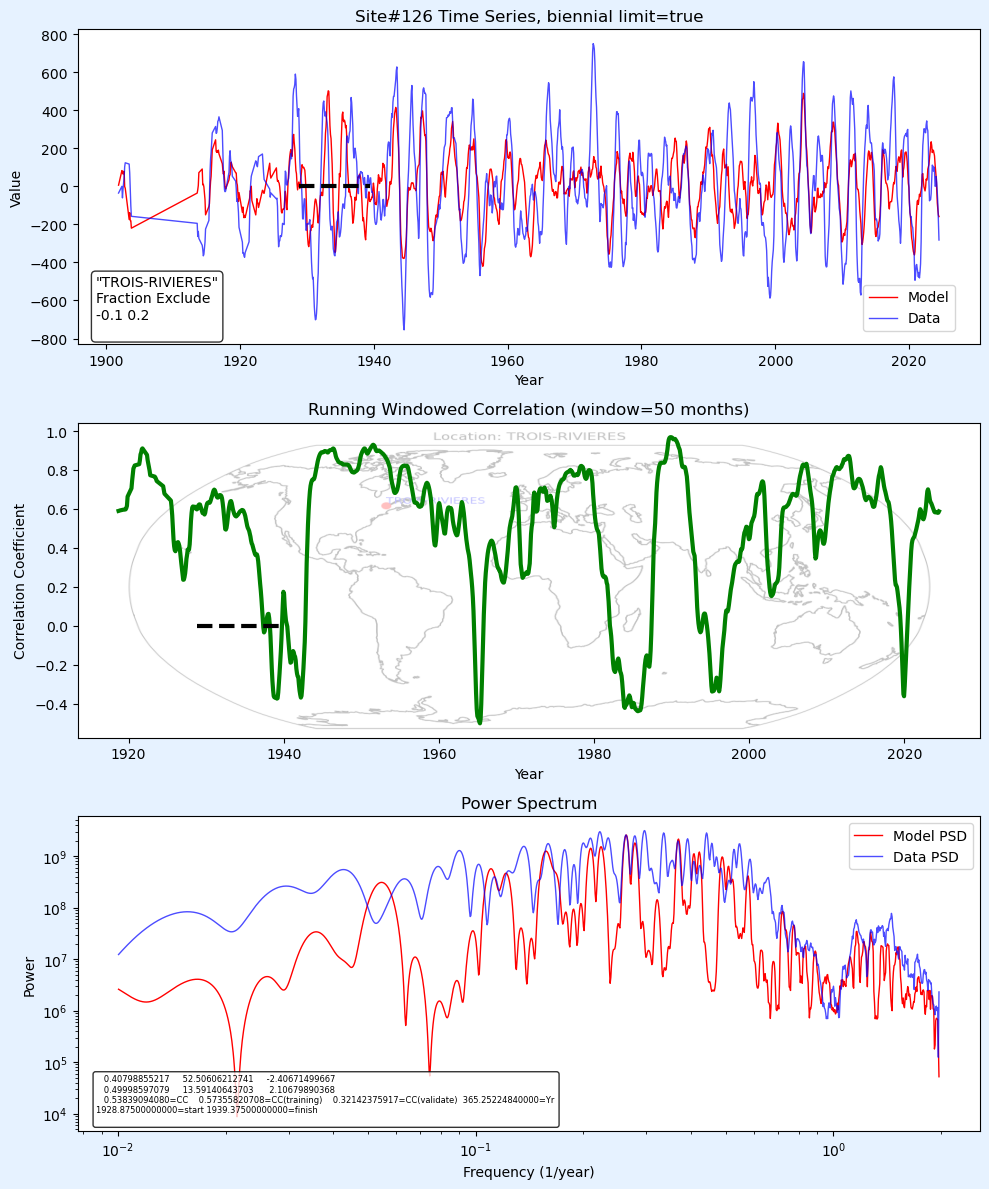 Site#126 Time Series, biennial limit=true
Value
800
600
400
200
0
−200
−400
−600
−800
"TROIS-RIVIERES"
Fraction Exclude
-0.1 0.2
Model
Data
1900 1920 1940 1960 1980 2000 2020
Year
Running Windowed Correlation (window=50 months)
Location: TROIS-RIVIERES
TROIS-RIVIERES
Correlation Coefficient
1.0
0.8
0.6
0.4
0.2
0.0
−0.2
−0.4
1920 1940 1960 1980 2000 2020
Year
Power Spectrum
Model PSD
Data PSD
Power
10⁹
10⁸
10⁷
10⁶
10⁵
10⁴
0.40798855217 52.50606212741 -2.40671499667
0.49998597079 13.59140643703 2.10679890368
0.53839094080=CC 0.57355820708=CC(training) 0.32142375917=CC(validate) 365.25224840000=Yr
1928.87500000000=start 1939.37500000000=finish
10⁻² 10⁻¹ 10⁰
Frequency (1/year)